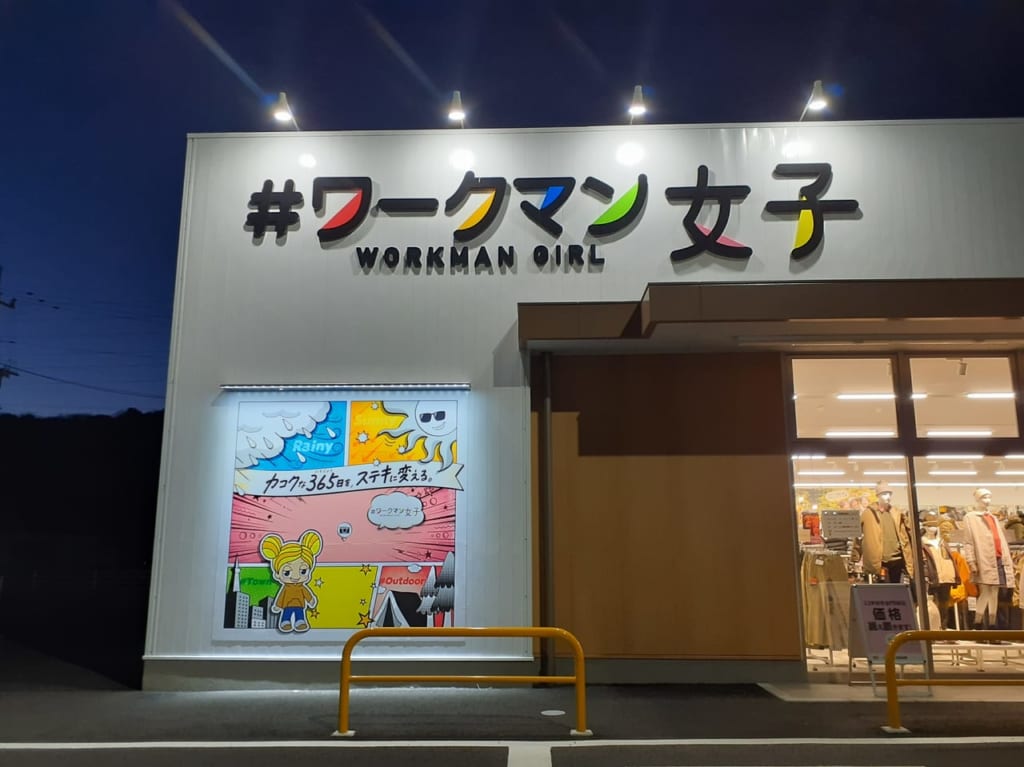 #ワークマン女子
WORKMAN GIRL
Rainy
Sunny
カコクな365日を、ステキに変える。
#ワークマン女子
#Town
#Outdoor
価格